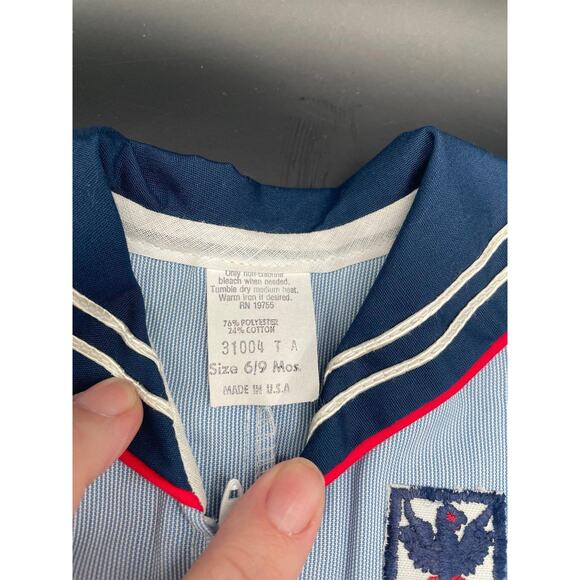 Only non-chlorine
bleach when needed.
Tumble dry medium heat.
Warm iron if desired.
RN 19755
76% POLYESTER
24% COTTON
31004 T A
Size 6/9 Mos.
MADE IN U.S.A